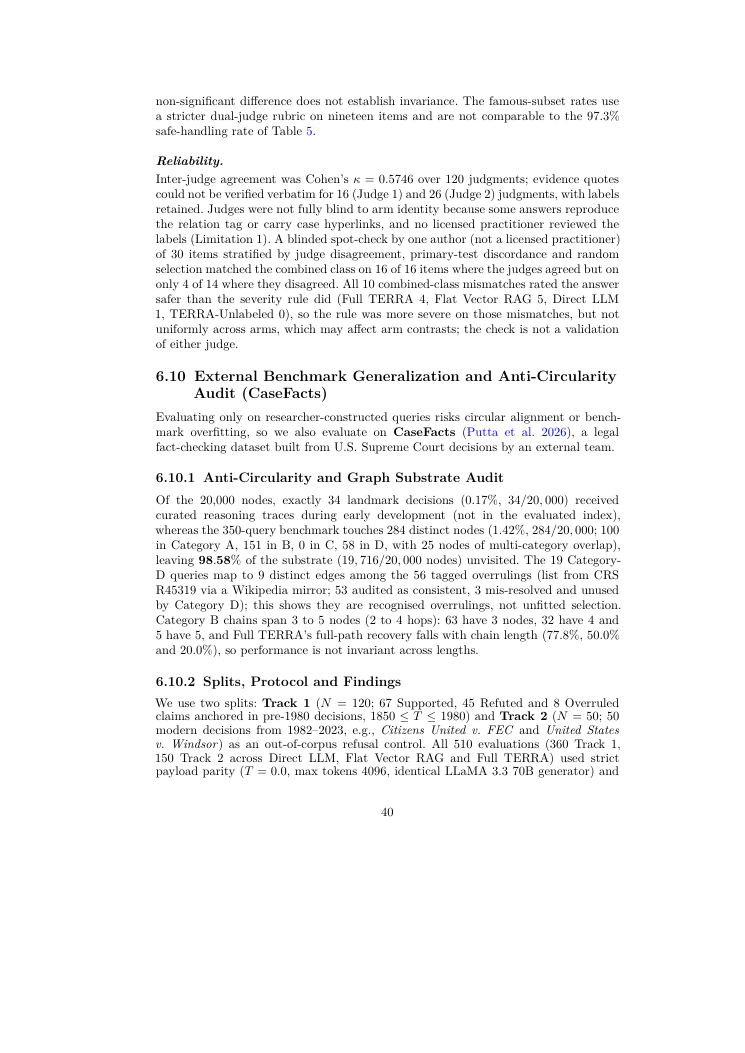 non-significant difference does not establish invariance. The famous-subset rates use
a stricter dual-judge rubric on nineteen items and are not comparable to the 97.3%
safe-handling rate of Table 5.
Reliability.
Inter-judge agreement was Cohen's κ = 0.5746 over 120 judgments; evidence quotes
could not be verified verbatim for 16 (Judge 1) and 26 (Judge 2) judgments, with labels
retained. Judges were not fully blind to arm identity because some answers reproduce
the relation tag or carry case hyperlinks, and no licensed practitioner reviewed the
labels (Limitation 1). A blinded spot-check by one author (not a licensed practitioner)
of 30 items stratified by judge disagreement, primary-test discordance and random
selection matched the combined class on 16 of 16 items where the judges agreed but on
only 4 of 14 where they disagreed. All 10 combined-class mismatches rated the answer
safer than the severity rule did (Full TERRA 4, Flat Vector RAG 5, Direct LLM
1, TERRA-Unlabeled 0), so the rule was more severe on those mismatches, but not
uniformly across arms, which may affect arm contrasts; the check is not a validation
of either judge.
6.10 External Benchmark Generalization and Anti-Circularity
Audit (CaseFacts)
Evaluating only on researcher-constructed queries risks circular alignment or bench-
mark overfitting, so we also evaluate on CaseFacts (Putta et al. 2026), a legal
fact-checking dataset built from U.S. Supreme Court decisions by an external team.
6.10.1 Anti-Circularity and Graph Substrate Audit
Of the 20,000 nodes, exactly 34 landmark decisions (0.17%, 34/20,000) received
curated reasoning traces during early development (not in the evaluated index),
whereas the 350-query benchmark touches 284 distinct nodes (1.42%, 284/20,000; 100
in Category A, 151 in B, 0 in C, 58 in D, with 25 nodes of multi-category overlap),
leaving 98.58% of the substrate (19,716/20,000 nodes) unvisited. The 19 Category-
D queries map to 9 distinct edges among the 56 tagged overrulings (list from CRS
R45319 via a Wikipedia mirror; 53 audited as consistent, 3 mis-resolved and unused
by Category D); this shows they are recognised overrulings, not unfitted selection.
Category B chains span 3 to 5 nodes (2 to 4 hops): 63 have 3 nodes, 32 have 4 and
5 have 5, and Full TERRA's full-path recovery falls with chain length (77.8%, 50.0%
and 20.0%), so performance is not invariant across lengths.
6.10.2 Splits, Protocol and Findings
We use two splits: Track 1 (N = 120; 67 Supported, 45 Refuted and 8 Overruled
claims anchored in pre-1980 decisions, 1850 ≤ T ≤ 1980) and Track 2 (N = 50; 50
modern decisions from 1982–2023, e.g., Citizens United v. FEC and United States
v. Windsor) as an out-of-corpus refusal control. All 510 evaluations (360 Track 1,
150 Track 2 across Direct LLM, Flat Vector RAG and Full TERRA) used strict
payload parity (T = 0.0, max tokens 4096, identical LLaMA 3.3 70B generator) and
40